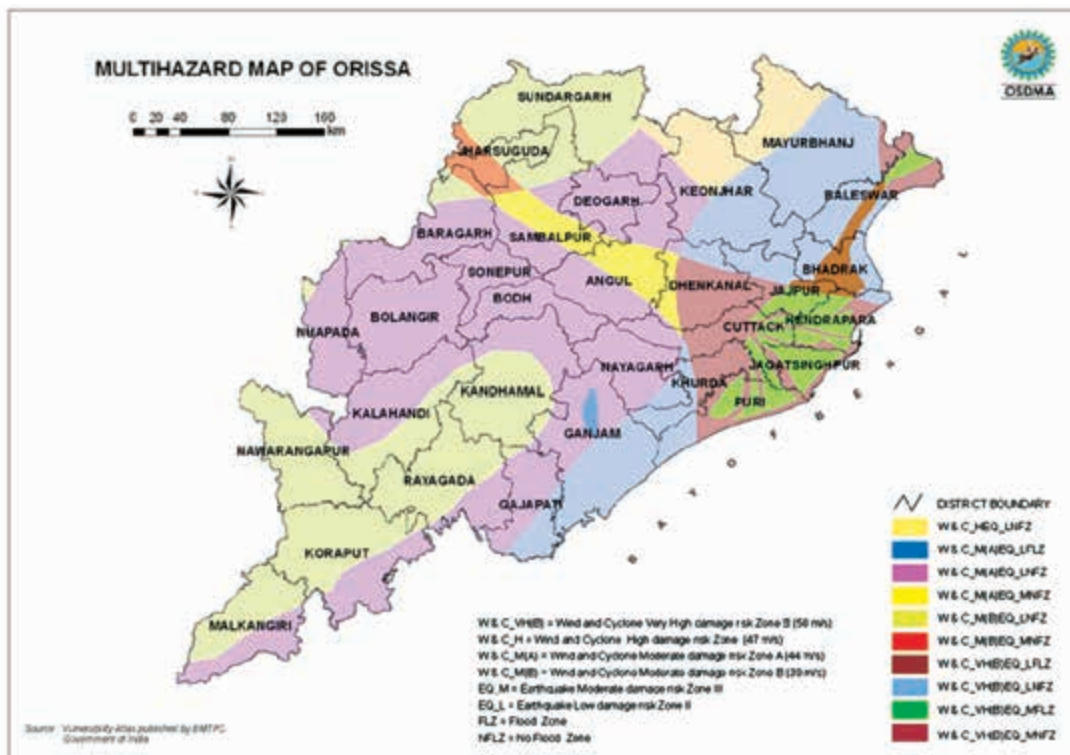 MULTIHAZARD MAP OF ORISSA
OSDMA
0 20 40 80 120 160
km
SUNDARGARH
JHARSUGUDA
MAYURBHANJ
KEONJHAR
BALESWAR
DEOGARH
BARAGARH
SAMBALPUR
SONEPUR
ANGUL
DHENKANAL
BHADRAK
JAJPUR
BODH
BOLANGIR
NUAPADA
CUTTACK
KENDRAPARA
NAYAGARH
JAGATSINGHPUR
KHURDA
KANDHAMAL
PURI
KALAHANDI
GANJAM
NAWARANGAPUR
RAYAGADA
GAJAPATI
KORAPUT
MALKANGIRI
BAY OF BENGAL
DISTRICT BOUNDARY
W & C_HEQ_LNFZ
W & C_M(A)EQ_LFLZ
W & C_M(A)EQ_LNFZ
W & C_M(A)EQ_MNFZ
W & C_M(B)EQ_LNFZ
W & C_M(B)EQ_MNFZ
W & C_VH(B)EQ_LFLZ
W & C_VH(B)EQ_LNFZ
W & C_VH(B)EQ_MFLZ
W & C_VH(B)EQ_MNFZ
W & C_VH(B) = Wind and Cyclone Very High damage risk Zone B (50 m/s)
W & C_H = Wind and Cyclone High damage risk Zone (47 m/s)
W & C_M(A) = Wind and Cyclone Moderate damage risk Zone A (44 m/s)
W & C_M(B) = Wind and Cyclone Moderate damage risk Zone B (39 m/s)
EQ_M = Earthquake Moderate damage risk Zone III
EQ_L = Earthquake Low damage risk Zone II
FLZ = Flood Zone
NFLZ = No Flood Zone
Source : Vulnerability Atlas published by BMTPC,
Government of India